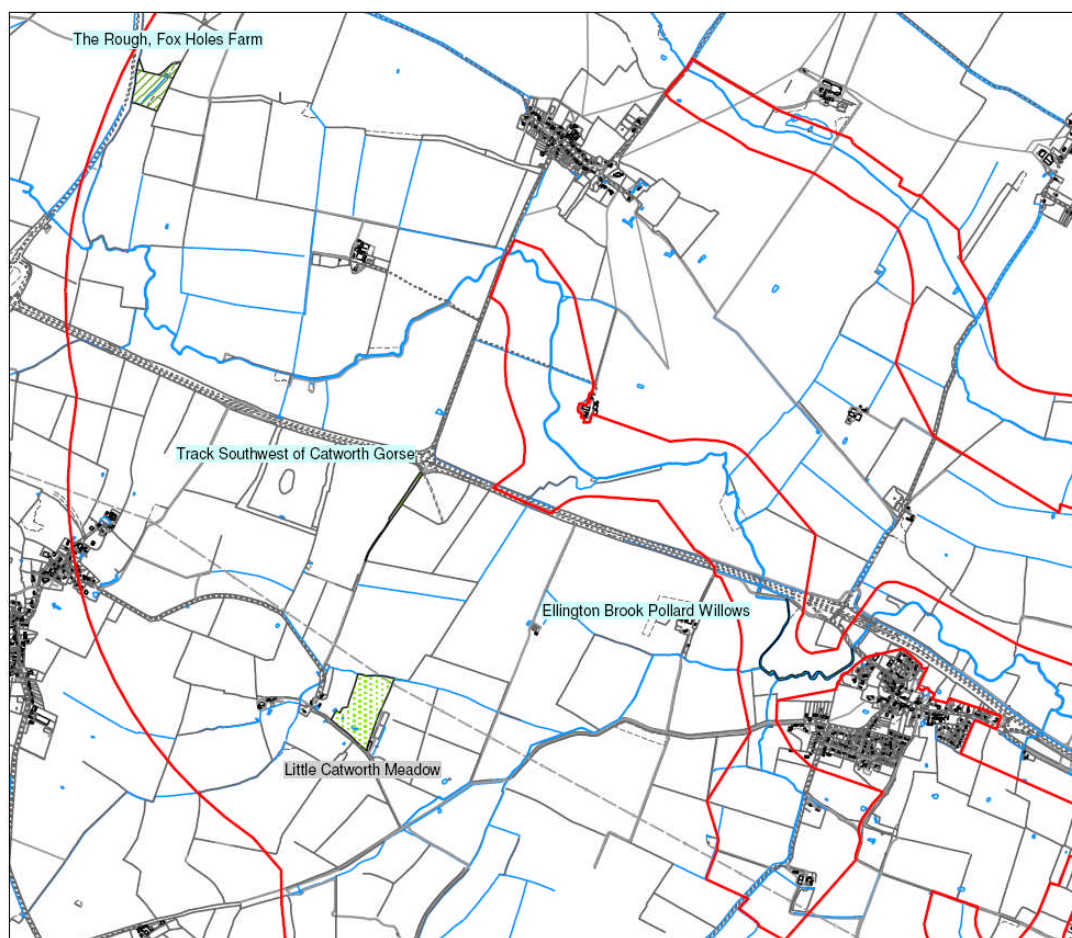 The Rough, Fox Holes Farm
Track Southwest of Catworth Gorse
Ellington Brook Pollard Willows
Little Catworth Meadow